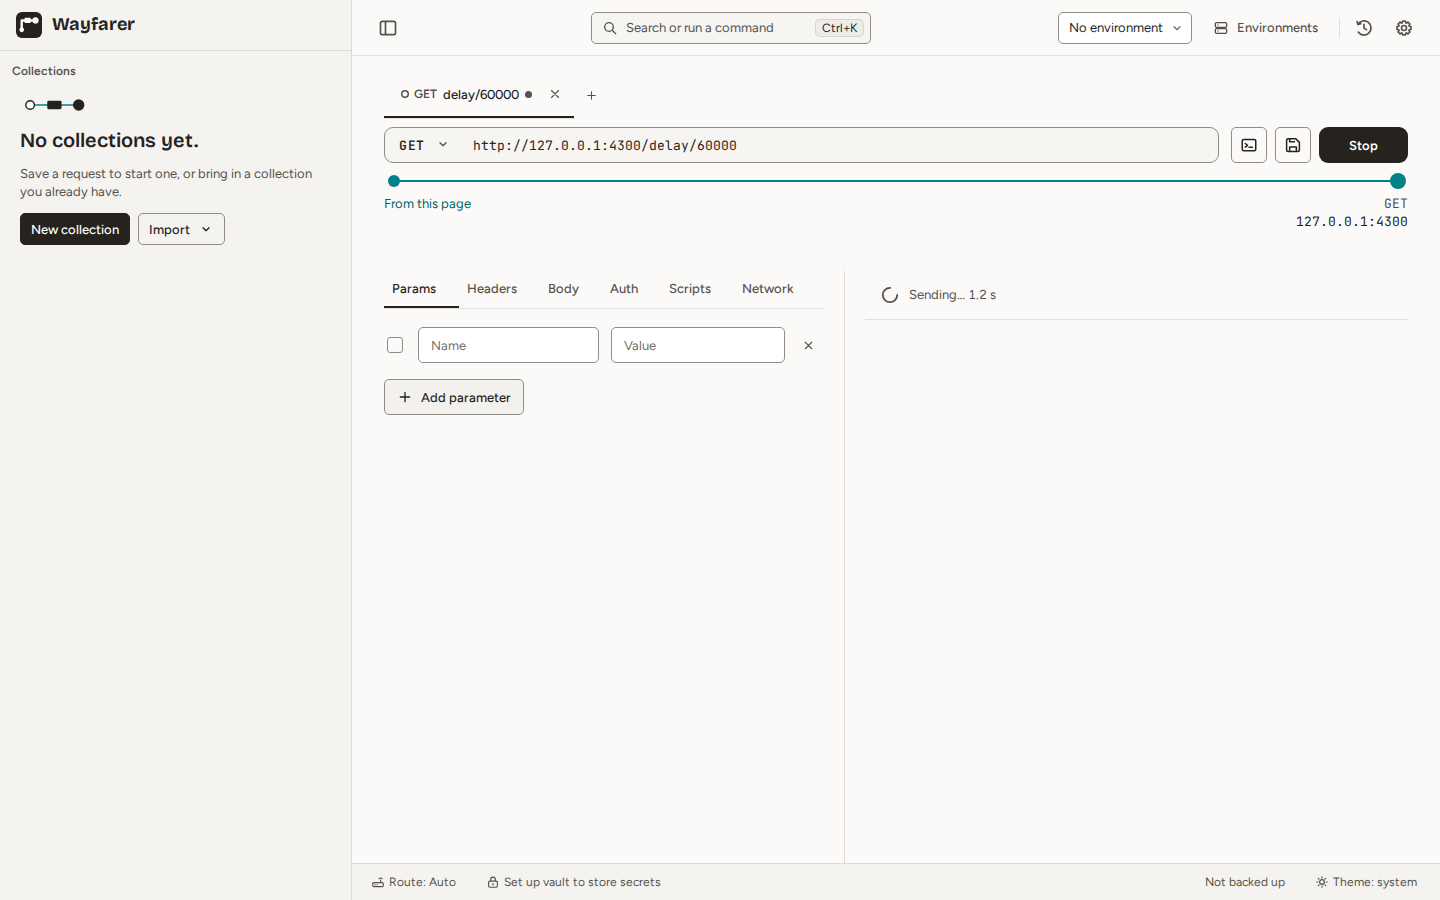 Wayfarer
Search or run a command
Ctrl+K
No environment
Environments
Collections
No collections yet.
Save a request to start one, or bring in a collection
you already have.
New collection
Import
GET delay/60000
GET
http://127.0.0.1:4300/delay/60000
Stop
From this page
GET
127.0.0.1:4300
Params
Headers
Body
Auth
Scripts
Network
Name
Value
Add parameter
Sending... 1.2 s
Route: Auto
Set up vault to store secrets
Not backed up
Theme: system